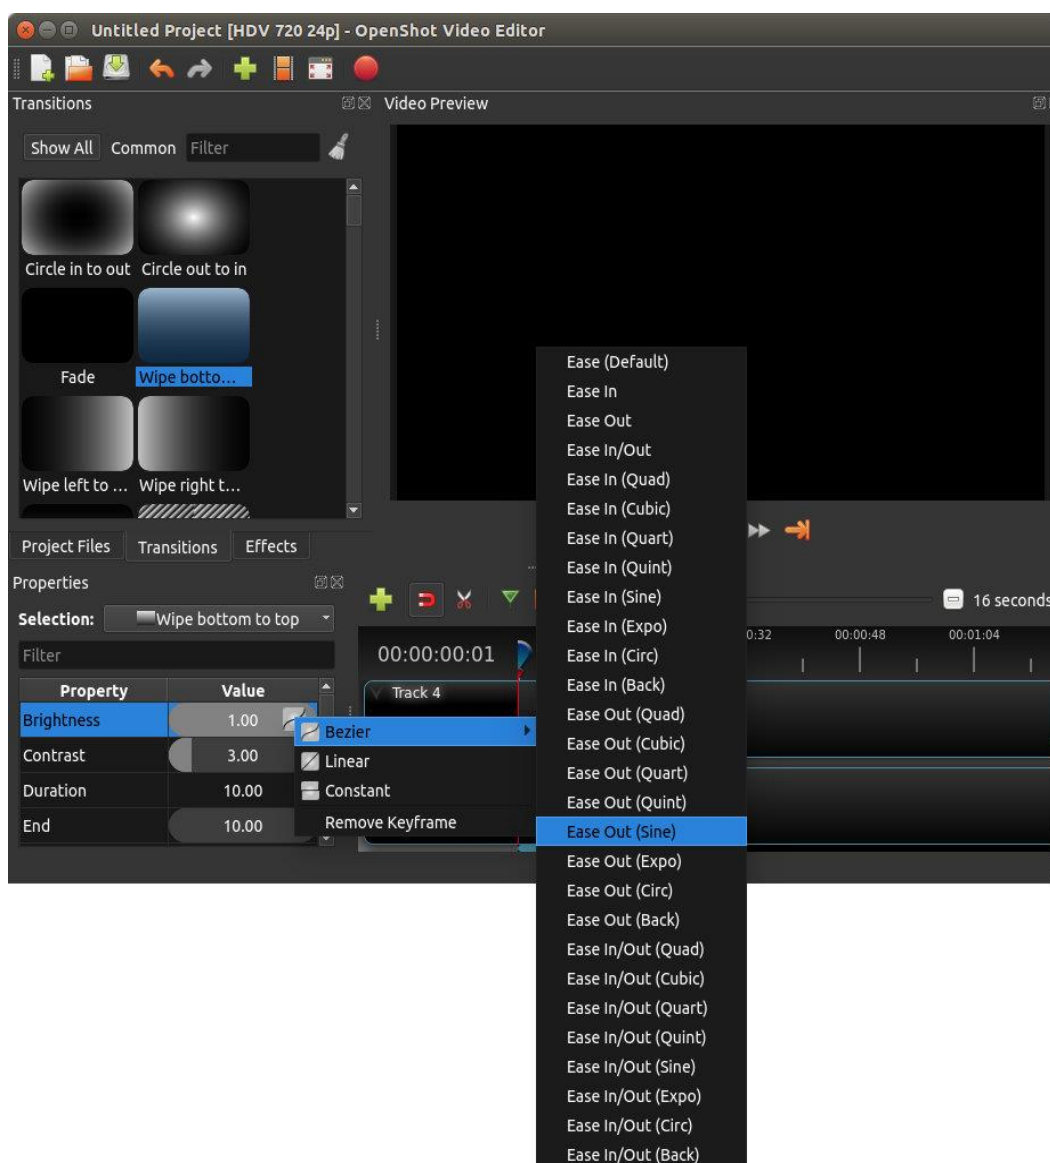 Untitled Project [HDV 720 24p] - OpenShot Video Editor
Transitions
Video Preview
Show All Common Filter
Circle in to out Circle out to in
Fade Wipe botto...
Wipe left to ... Wipe right t...
Project Files Transitions Effects
Properties
Selection: Wipe bottom to top
Filter
Property Value
Brightness 1.00
Contrast 3.00
Duration 10.00
End 10.00
Bezier
Linear
Constant
Remove Keyframe
Ease (Default)
Ease In
Ease Out
Ease In/Out
Ease In (Quad)
Ease In (Cubic)
Ease In (Quart)
Ease In (Quint)
Ease In (Sine)
Ease In (Expo)
Ease In (Circ)
Ease In (Back)
Ease Out (Quad)
Ease Out (Cubic)
Ease Out (Quart)
Ease Out (Quint)
Ease Out (Sine)
Ease Out (Expo)
Ease Out (Circ)
Ease Out (Back)
Ease In/Out (Quad)
Ease In/Out (Cubic)
Ease In/Out (Quart)
Ease In/Out (Quint)
Ease In/Out (Sine)
Ease In/Out (Expo)
Ease In/Out (Circ)
Ease In/Out (Back)
16 seconds
00:00:00:01
0:32 00:00:48 00:01:04
Track 4